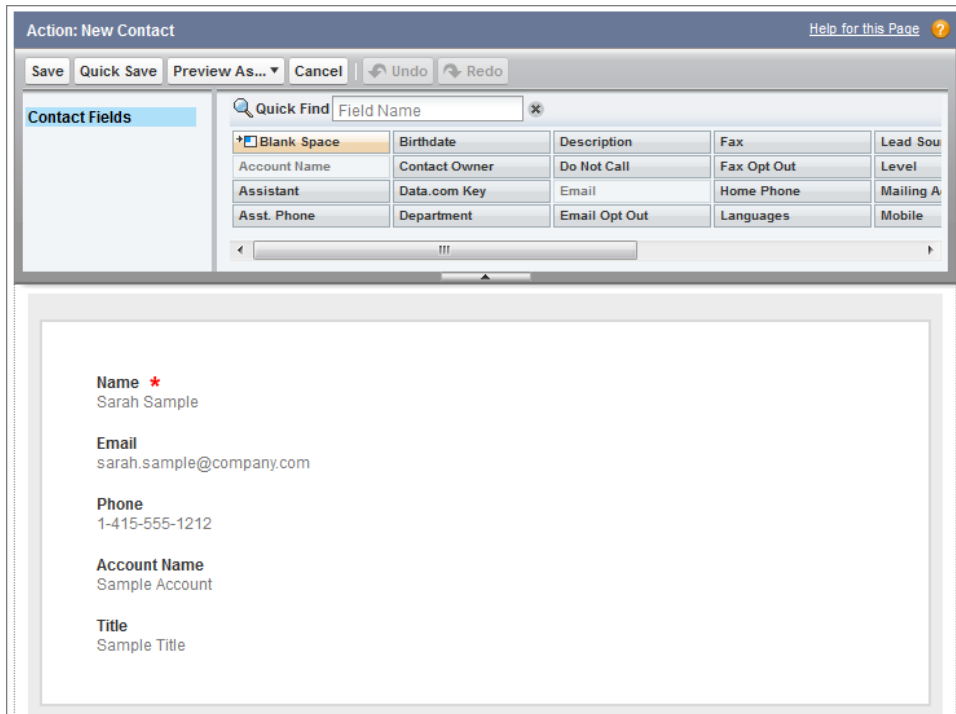 Action: New Contact Help for this Page ?
Save Quick Save Preview As... Cancel Undo Redo
Contact Fields
Quick Find Field Name
Blank Space Birthdate Description Fax Lead Sou
Account Name Contact Owner Do Not Call Fax Opt Out Level
Assistant Data.com Key Email Home Phone Mailing A
Asst. Phone Department Email Opt Out Languages Mobile
Name *
Sarah Sample
Email
sarah.sample@company.com
Phone
1-415-555-1212
Account Name
Sample Account
Title
Sample Title